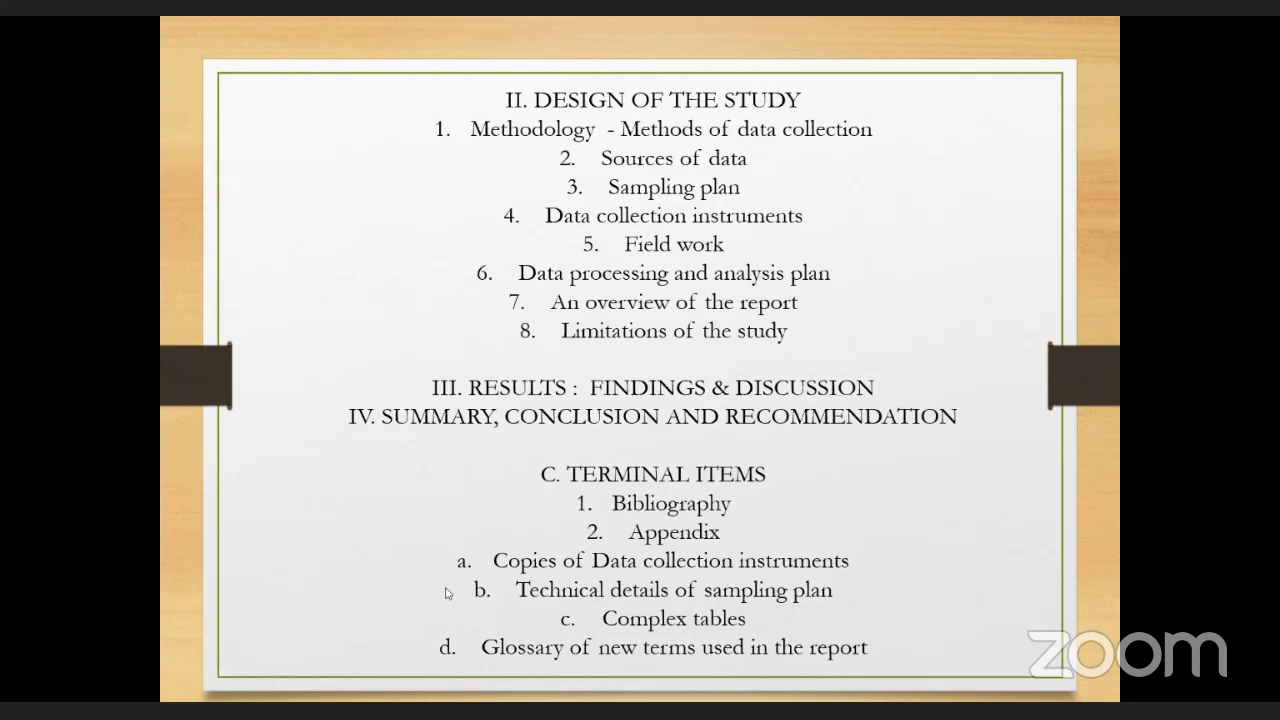 II. DESIGN OF THE STUDY
1. Methodology - Methods of data collection
2. Sources of data
3. Sampling plan
4. Data collection instruments
5. Field work
6. Data processing and analysis plan
7. An overview of the report
8. Limitations of the study
III. RESULTS : FINDINGS & DISCUSSION
IV. SUMMARY, CONCLUSION AND RECOMMENDATION
C. TERMINAL ITEMS
1. Bibliography
2. Appendix
a. Copies of Data collection instruments
b. Technical details of sampling plan
c. Complex tables
d. Glossary of new terms used in the report
zoom